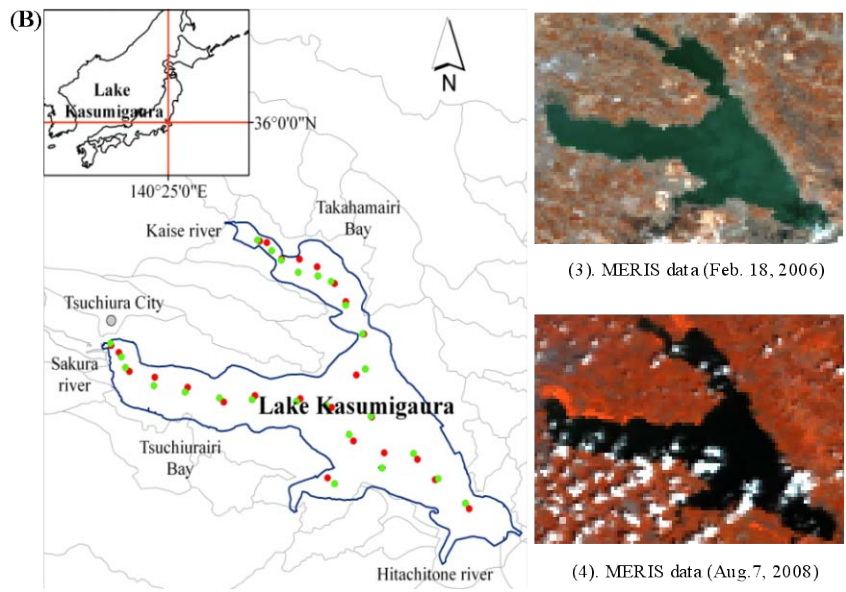 (B)
Lake
Kasumigaura
36°0'0"N
140°25'0"E
N
Kaise river
Takahamairi
Bay
Tsuchiura City
Sakura
river
Lake Kasumigaura
Tsuchiurairi
Bay
Hitachitone river
(3). MERIS data (Feb. 18, 2006)
(4). MERIS data (Aug.7, 2008)